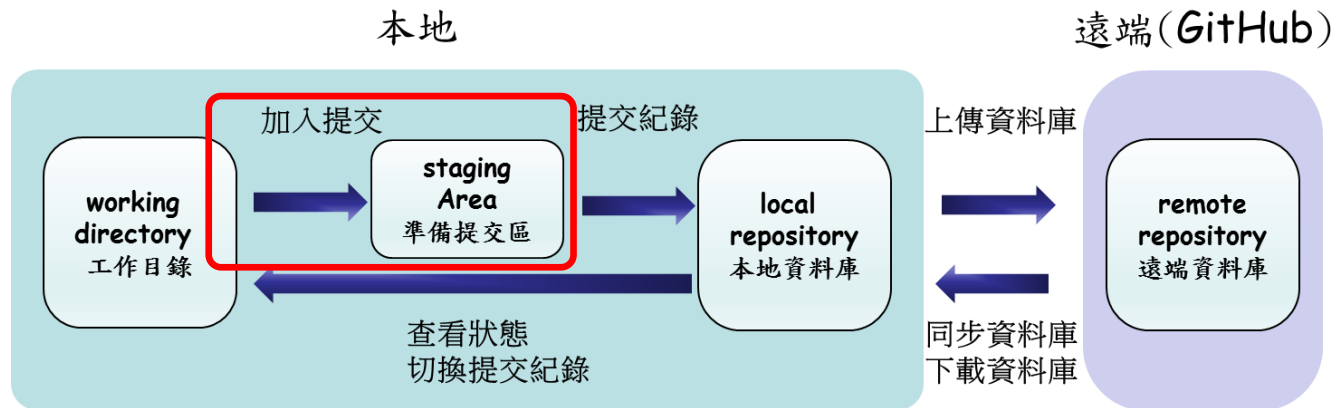 本地
遠端(GitHub)
加入提交
提交紀錄
上傳資料庫
working
directory
工作目錄
staging
Area
準備提交區
local
repository
本地資料庫
remote
repository
遠端資料庫
查看狀態
切換提交紀錄
同步資料庫
下載資料庫